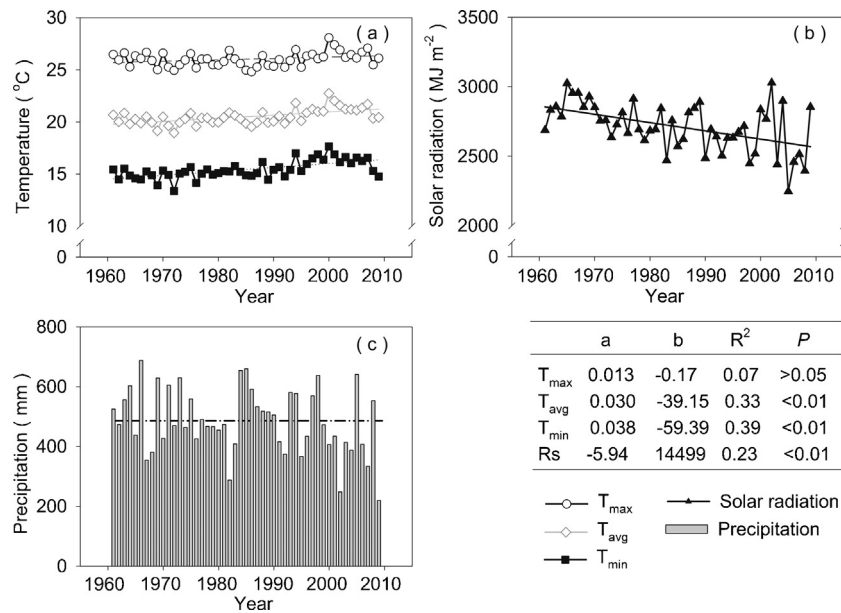 ( a )
Temperature ( °C )
30
25
20
15
10
0
1960 1970 1980 1990 2000 2010
Year
( b )
Solar radiation ( MJ m-2 )
3500
3000
2500
2000
0
1960 1970 1980 1990 2000 2010
Year
( c )
Precipitation ( mm )
800
600
400
200
0
1960 1970 1980 1990 2000 2010
Year
a b R2 P
Tmax 0.013 -0.17 0.07 >0.05
Tavg 0.030 -39.15 0.33 <0.01
Tmin 0.038 -59.39 0.39 <0.01
Rs -5.94 14499 0.23 <0.01
Tmax
Tavg
Tmin
Solar radiation
Precipitation